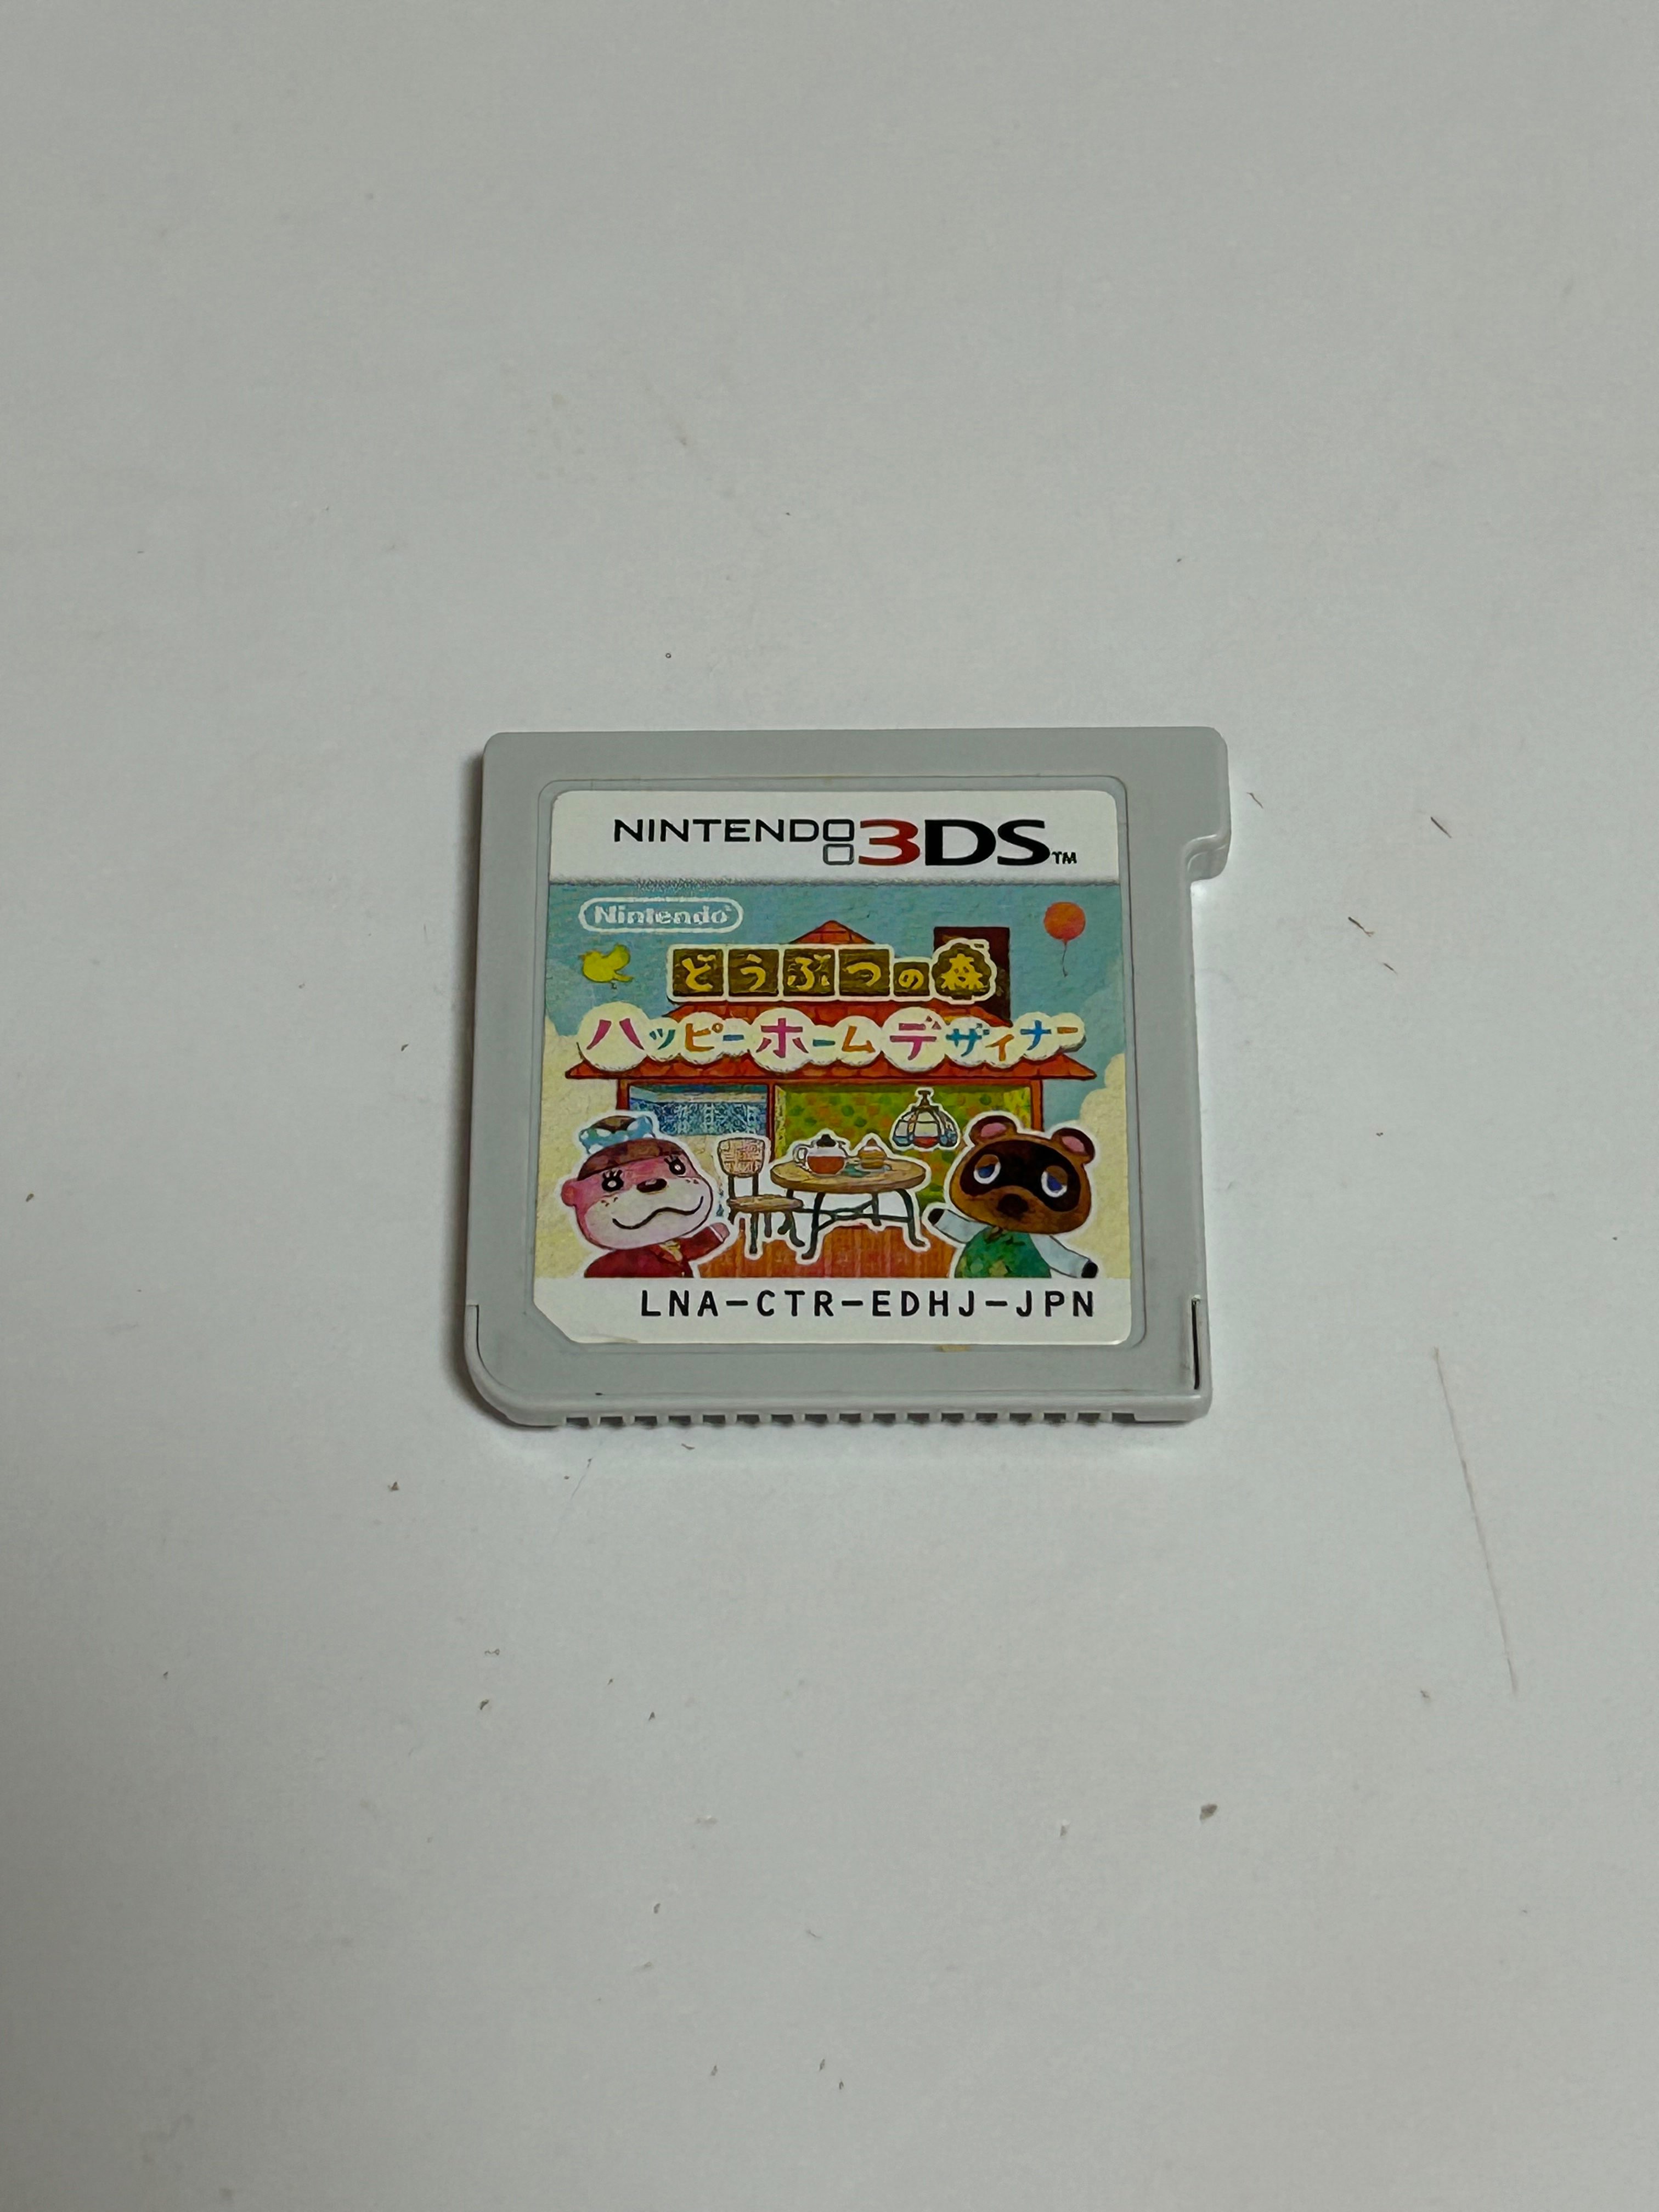 NINTENDO 3DS™
Nintendo
どうぶつの森
ハッピーホームデザイナー
LNA-CTR-EDHJ-JPN